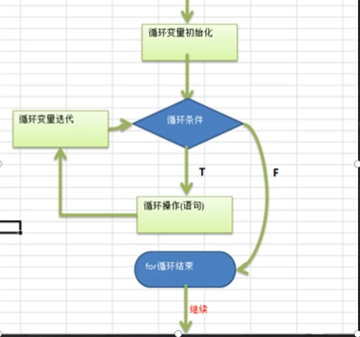 循环变量初始化
循环变量迭代
循环条件
T
F
循环操作(语句)
for循环结束
继续